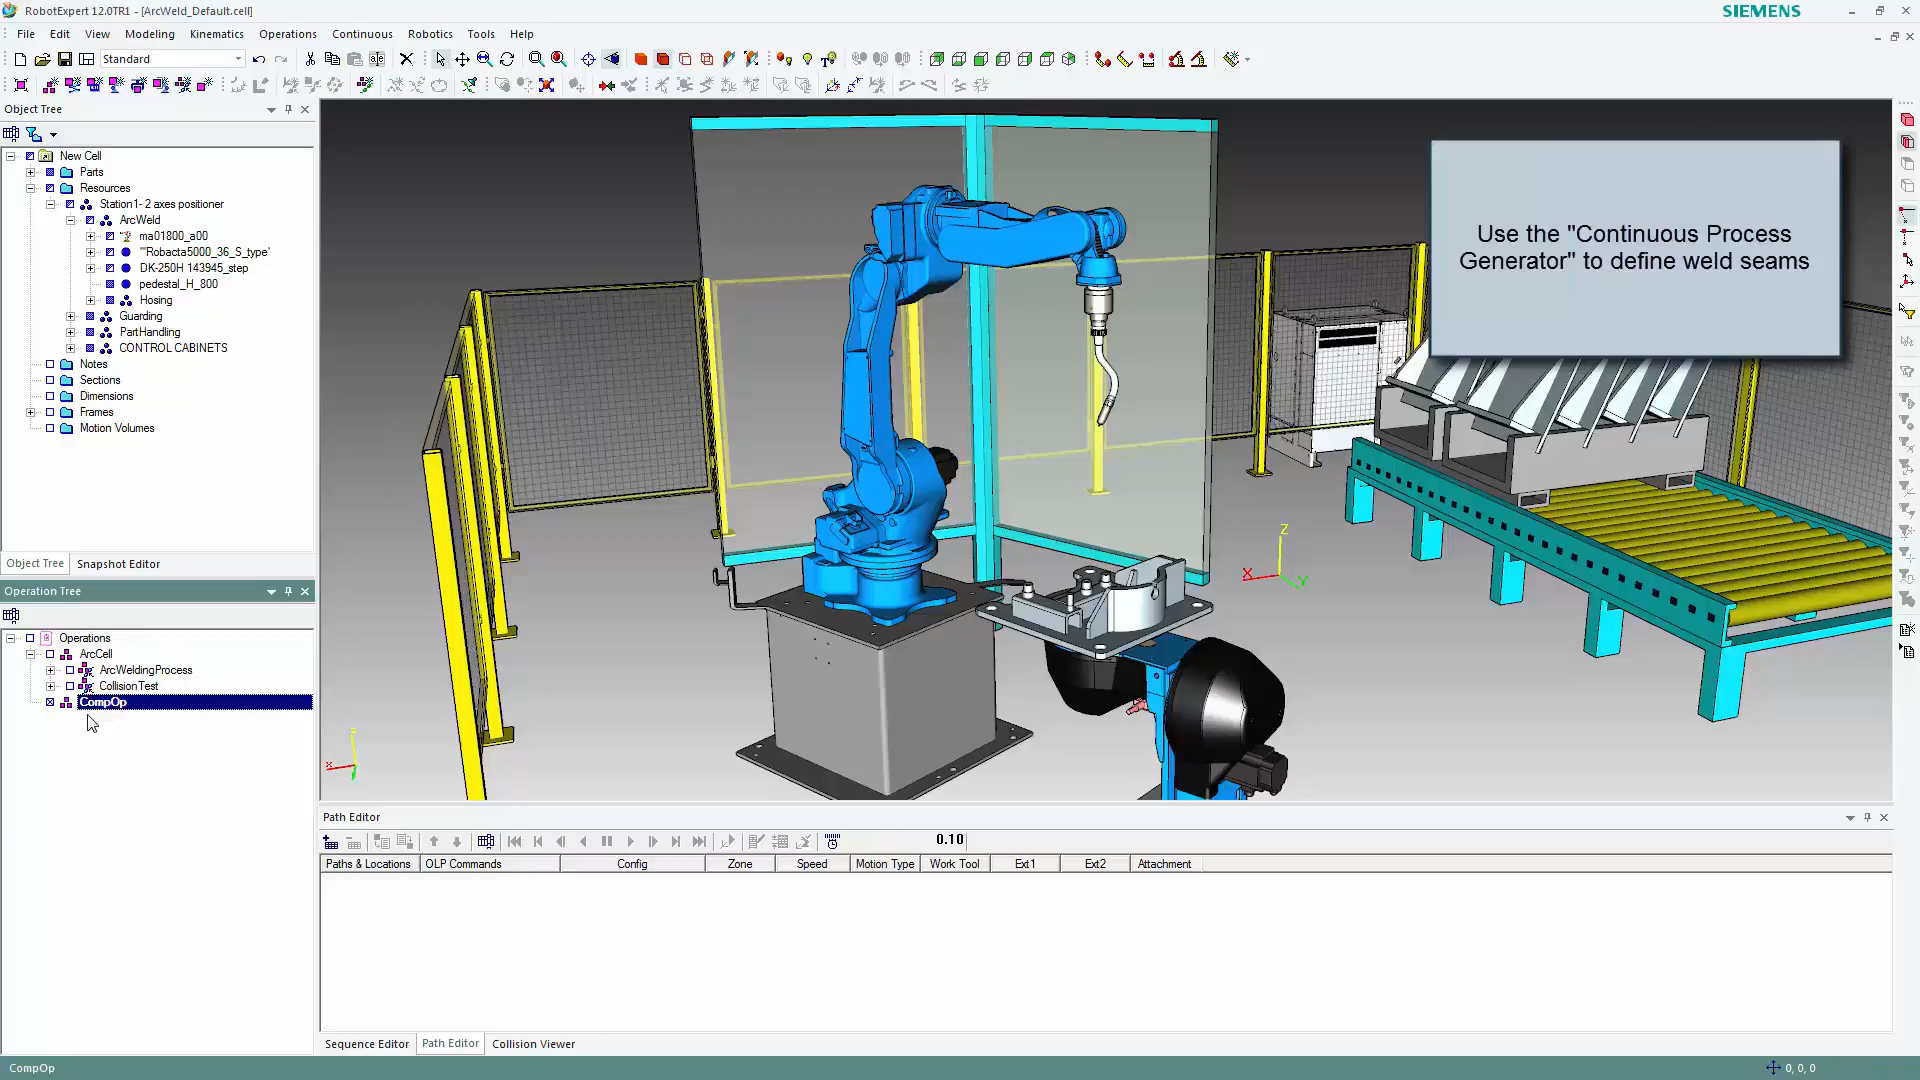 RobotExpert 12.0TR1 - [ArcWeld_Default.cell]
SIEMENS
File Edit View Modeling Kinematics Operations Continuous Robotics Tools Help
Standard
Object Tree
New Cell
Parts
Resources
Station1- 2 axes positioner
ArcWeld
ma01800_a00
'"Robacta5000_36_S_type'
DK-250H 143945_step
pedestal_H_800
Hosing
Guarding
PartHandling
CONTROL CABINETS
Notes
Sections
Dimensions
Frames
Motion Volumes
Object Tree Snapshot Editor
Operation Tree
Operations
ArcCell
ArcWeldingProcess
CollisionTest
CompOp
Use the "Continuous Process
Generator" to define weld seams
Z
X
Y
x
Path Editor
0.10
Paths & Locations OLP Commands Config Zone Speed Motion Type Work Tool Ext1 Ext2 Attachment
Sequence Editor Path Editor Collision Viewer
CompOp
0, 0, 0